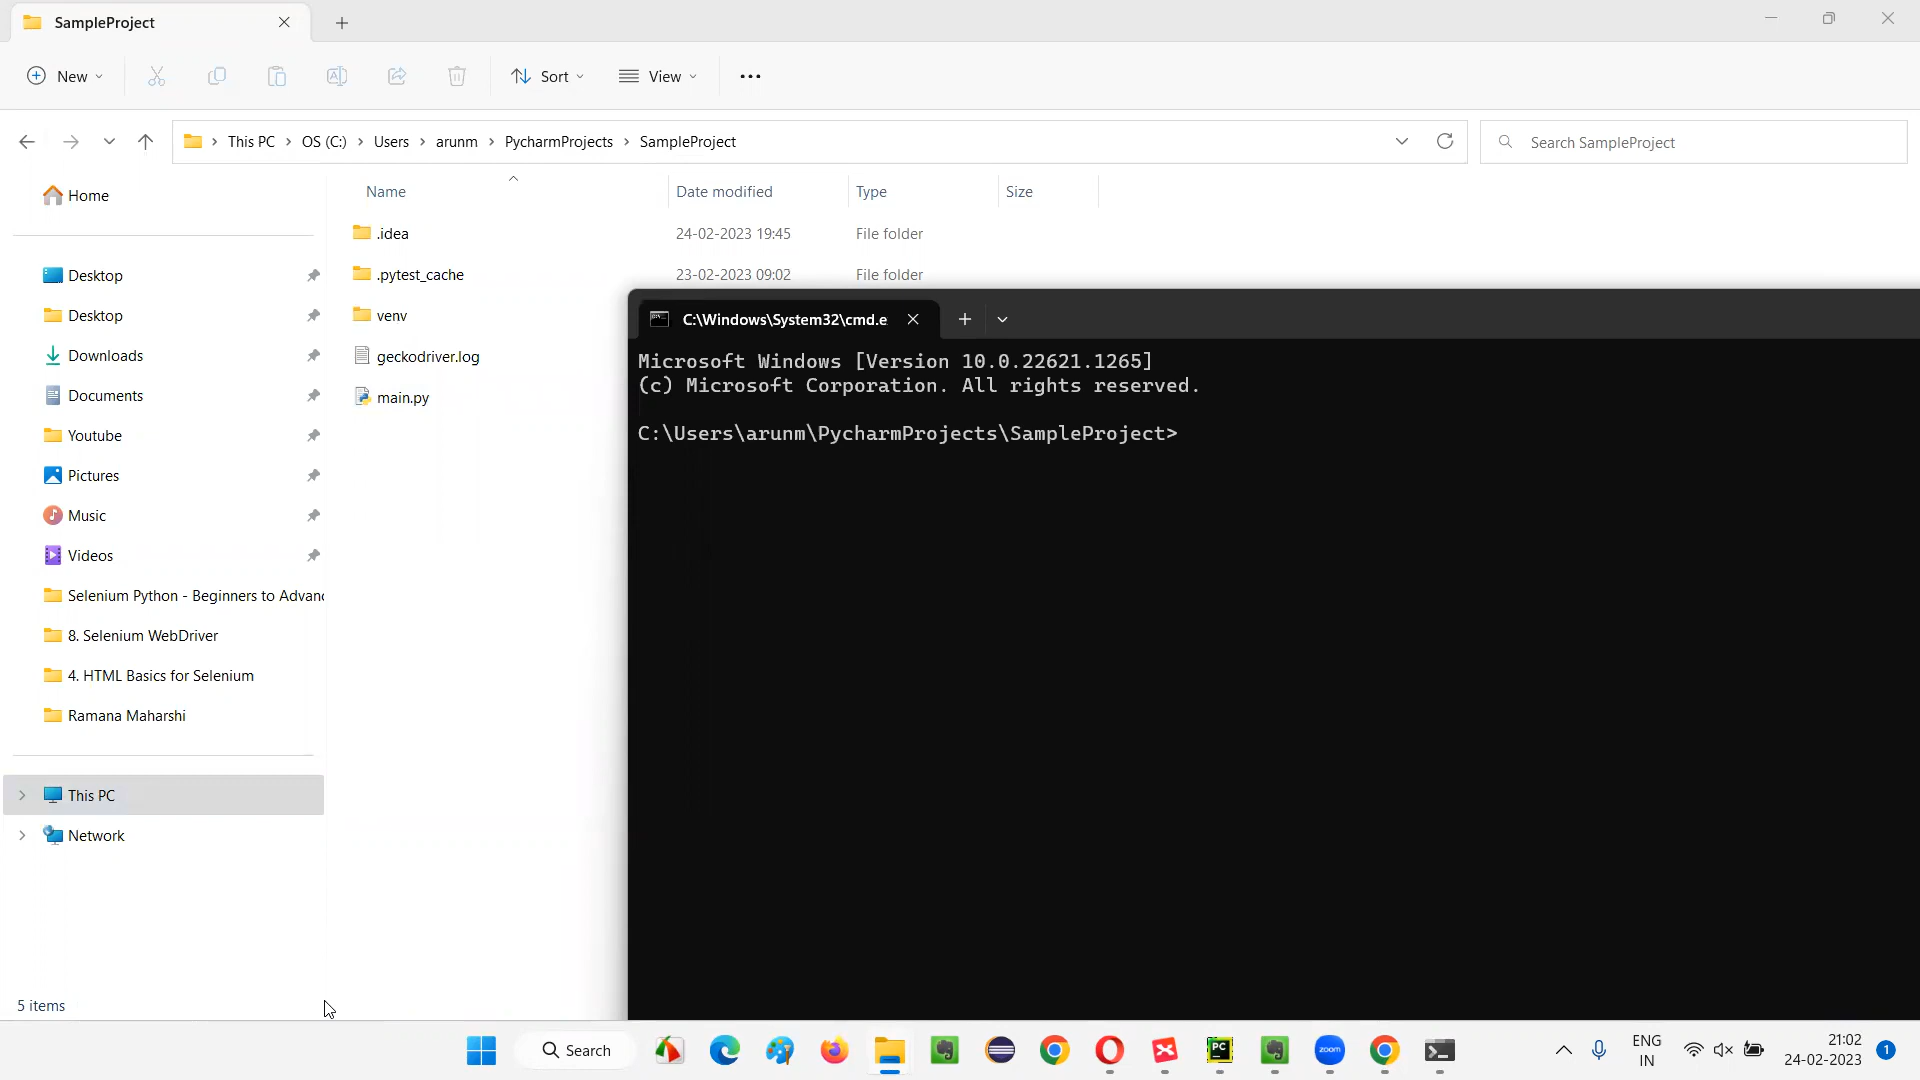 SampleProject
New
Sort
View
This PC
OS (C:)
Users
arunm
PycharmProjects
SampleProject
Search SampleProject
Home
Desktop
Desktop
Downloads
Documents
Youtube
Pictures
Music
Videos
Selenium Python - Beginners to Advan
8. Selenium WebDriver
4. HTML Basics for Selenium
Ramana Maharshi
This PC
Network
Name Date modified Type Size
.idea 24-02-2023 19:45 File folder
.pytest_cache 23-02-2023 09:02 File folder
venv
geckodriver.log
main.py
C:\Windows\System32\cmd.e
Microsoft Windows [Version 10.0.22621.1265]
(c) Microsoft Corporation. All rights reserved.
C:\Users\arunm\PycharmProjects\SampleProject>
5 items
Search
PC
zoom
ENG
IN
21:02
24-02-2023
1